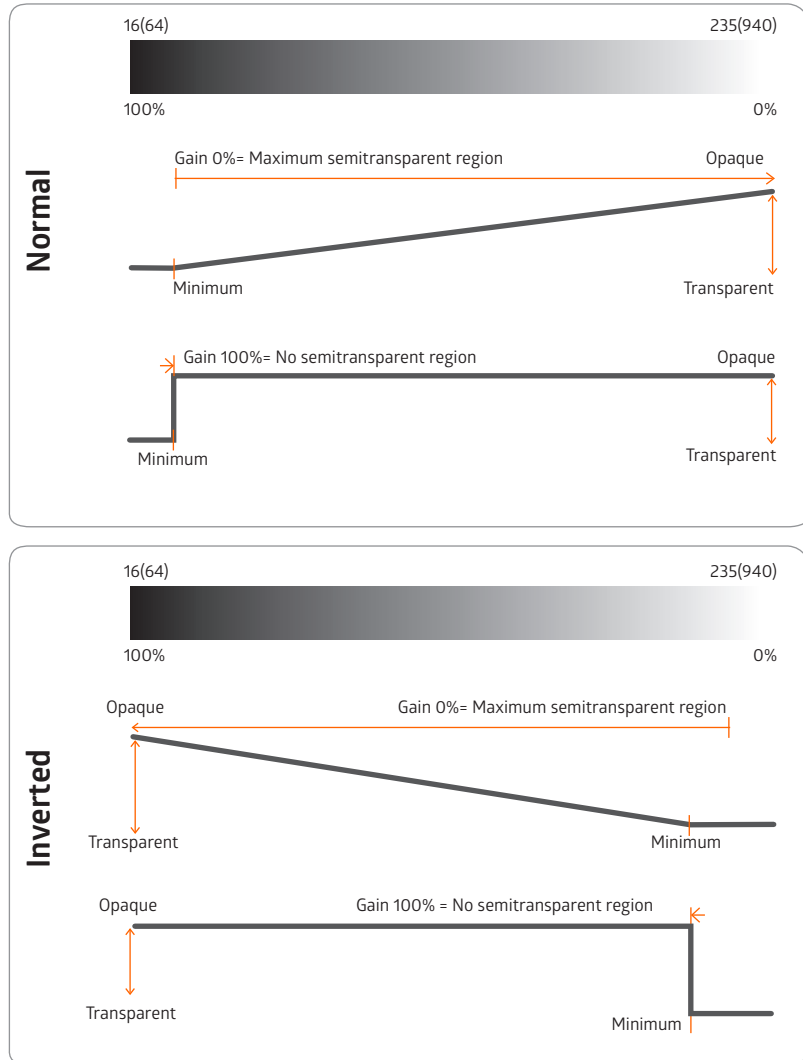 Normal
16(64) 235(940)
100% 0%
Gain 0%= Maximum semitransparent region Opaque
Minimum Transparent
Gain 100%= No semitransparent region Opaque
Minimum Transparent
Inverted
16(64) 235(940)
100% 0%
Opaque Gain 0%= Maximum semitransparent region
Transparent Minimum
Opaque Gain 100% = No semitransparent region
Transparent Minimum